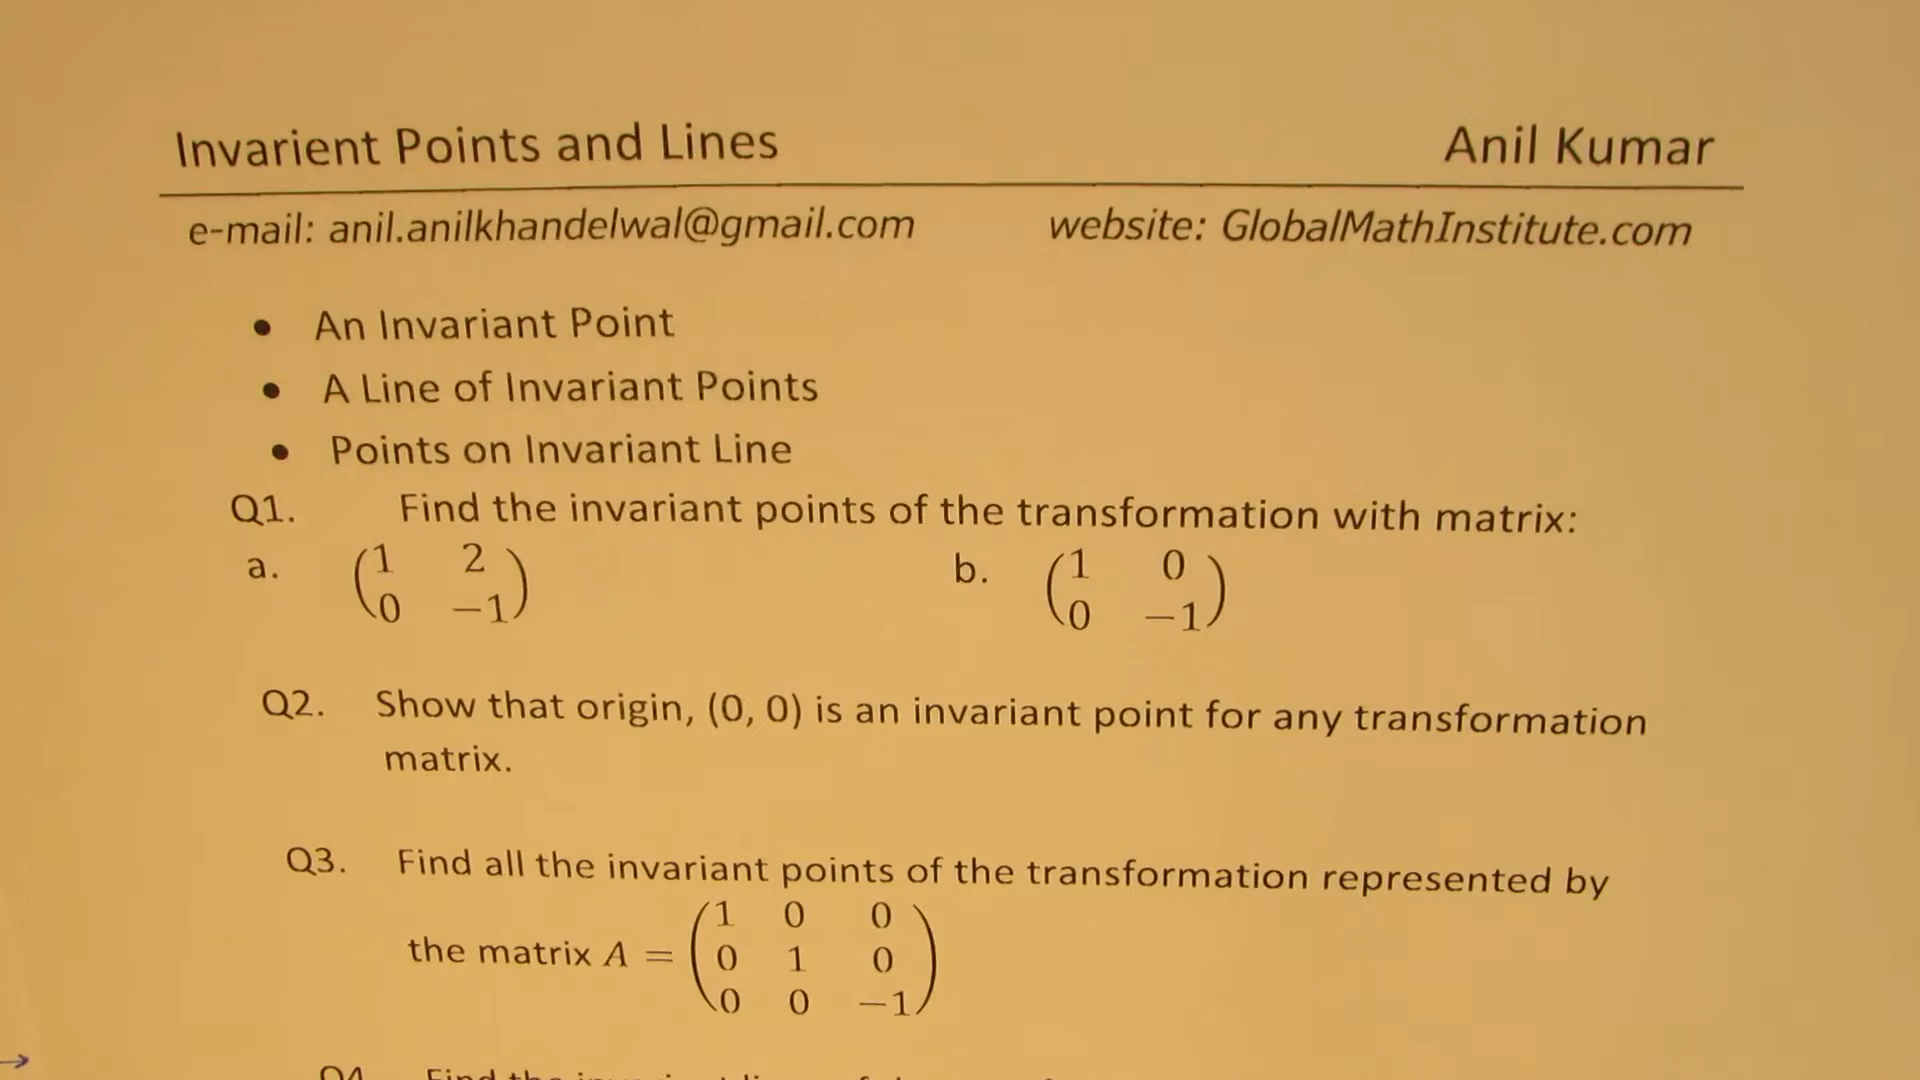 Invarient Points and Lines Anil Kumar
e-mail: anil.anilkhandelwal@gmail.com website: GlobalMathInstitute.com
• An Invariant Point
• A Line of Invariant Points
• Points on Invariant Line
Q1. Find the invariant points of the transformation with matrix:
a. (1 2 b. (1 0
0 −1) 0 −1)
Q2. Show that origin, (0, 0) is an invariant point for any transformation
matrix.
Q3. Find all the invariant points of the transformation represented by
(1 0 0
the matrix A = 0 1 0
0 0 −1)
Q4 Find the